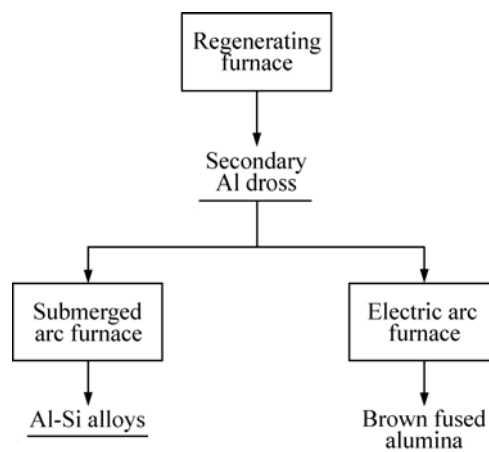 Regenerating
furnace
Secondary
Al dross
Submerged
arc furnace
Electric arc
furnace
Al-Si alloys
Brown fused
alumina